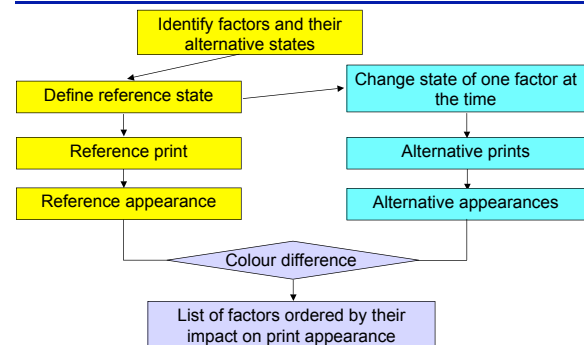 Identify factors and their
alternative states
Define reference state
Change state of one factor at
the time
Reference print
Alternative prints
Reference appearance
Alternative appearances
Colour difference
List of factors ordered by their
impact on print appearance